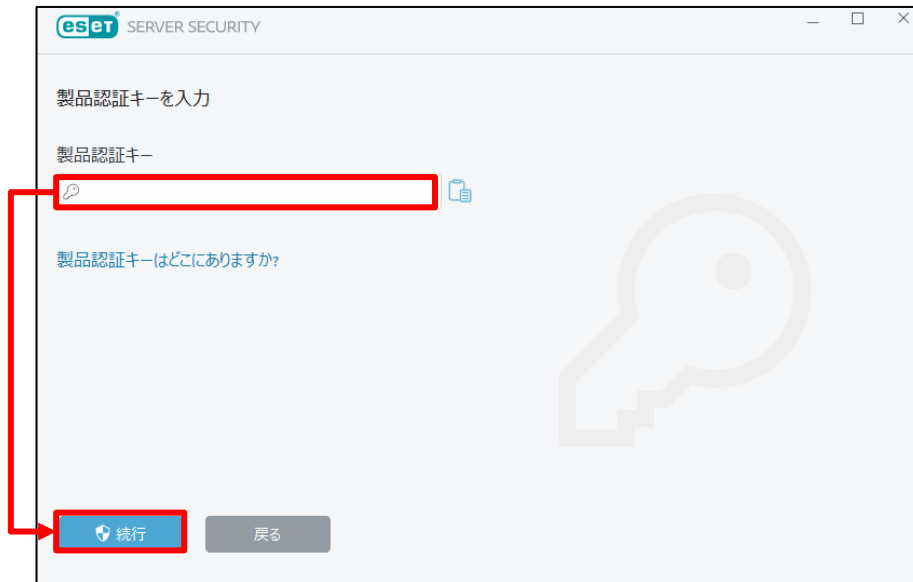 eset® SERVER SECURITY
製品認証キーを入力
製品認証キー
製品認証キーはどこにありますか?
続行
戻る